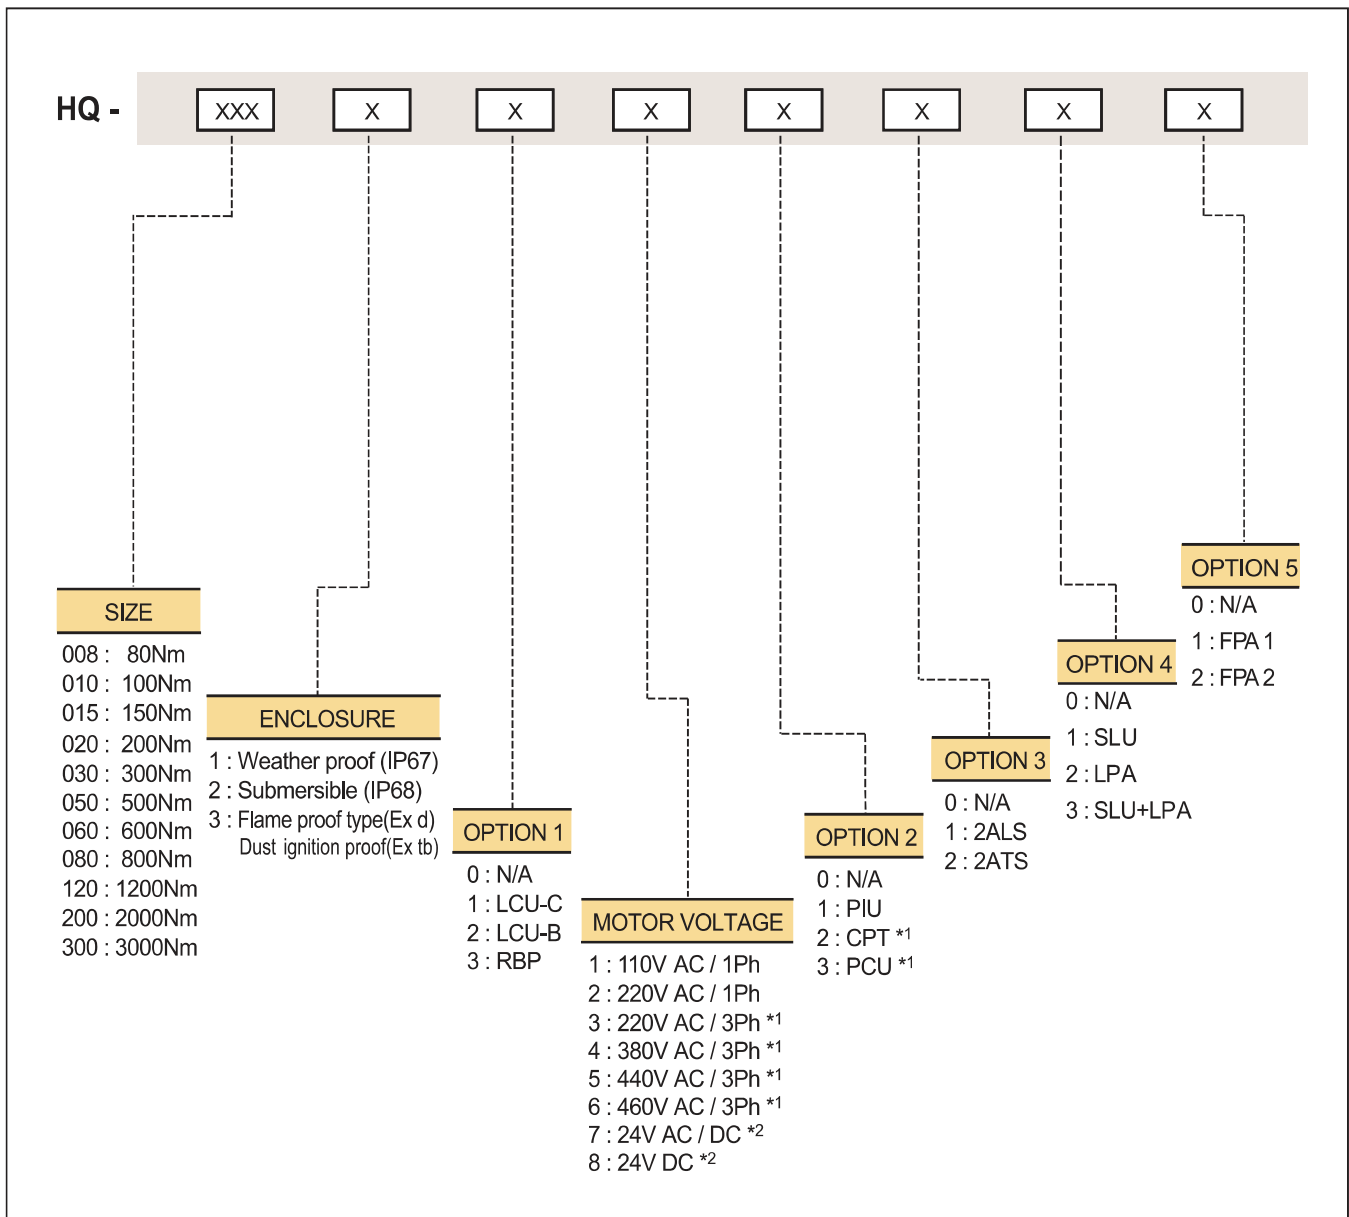 HQ - XXX X X X X X X X
SIZE
008 : 80Nm
010 : 100Nm
015 : 150Nm
020 : 200Nm
030 : 300Nm
050 : 500Nm
060 : 600Nm
080 : 800Nm
120 : 1200Nm
200 : 2000Nm
300 : 3000Nm
ENCLOSURE
1 : Weather proof (IP67)
2 : Submersible (IP68)
3 : Flame proof type(Ex d)
Dust ignition proof(Ex tb)
OPTION 1
0 : N/A
1 : LCU-C
2 : LCU-B
3 : RBP
MOTOR VOLTAGE
1 : 110V AC / 1Ph
2 : 220V AC / 1Ph
3 : 220V AC / 3Ph *1
4 : 380V AC / 3Ph *1
5 : 440V AC / 3Ph *1
6 : 460V AC / 3Ph *1
7 : 24V AC / DC *2
8 : 24V DC *2
OPTION 2
0 : N/A
1 : PIU
2 : CPT *1
3 : PCU *1
OPTION 3
0 : N/A
1 : 2ALS
2 : 2ATS
OPTION 4
0 : N/A
1 : SLU
2 : LPA
3 : SLU+LPA
OPTION 5
0 : N/A
1 : FPA 1
2 : FPA 2